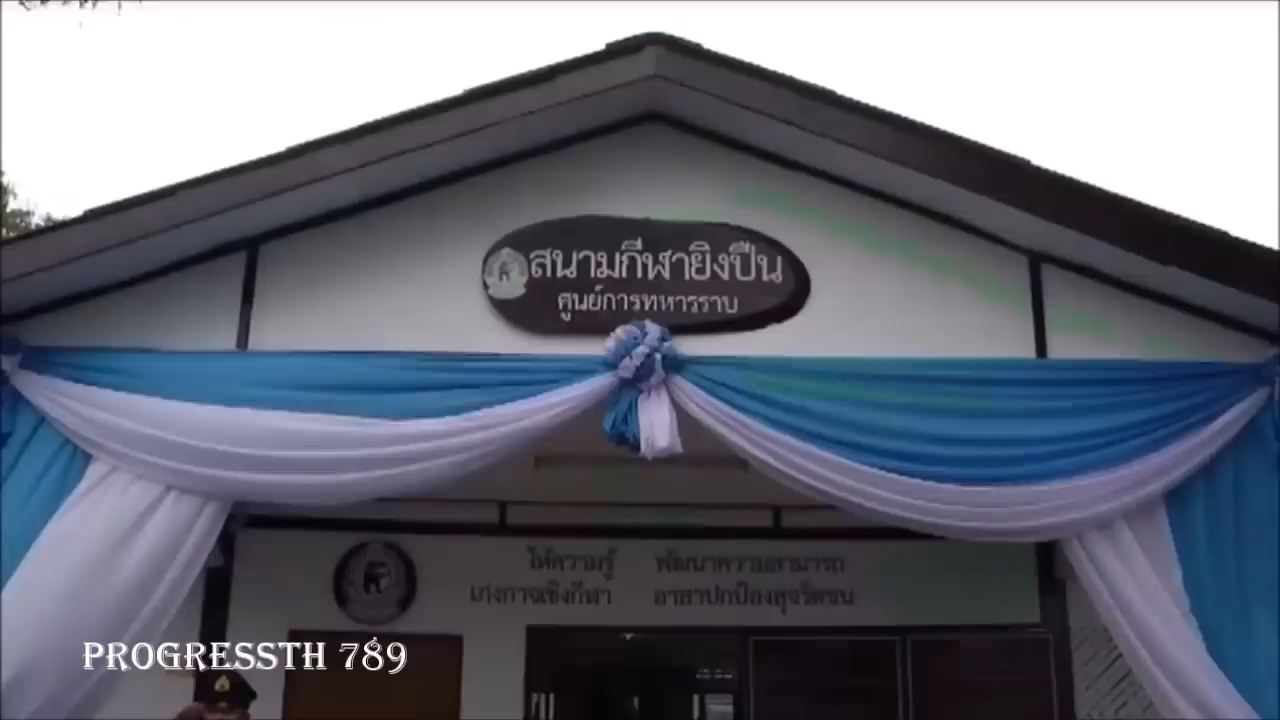 สนามกีฬายิงปืน
ศูนย์การทหารราบ
ให้ความรู้ พัฒนาความสามารถ
เก่งกาจเชิงกีฬา อาสาปกป้องสุจริตชน
PROGRESSTH 789